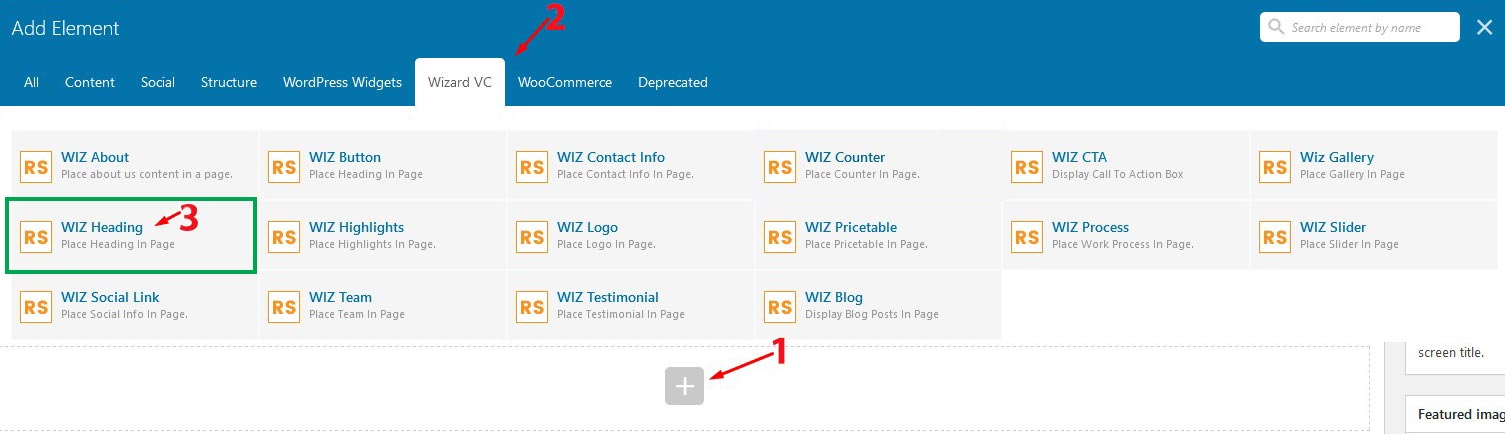 Add Element
2
Search element by name
All Content Social Structure WordPress Widgets Wizard VC WooCommerce Deprecated
RS WIZ About
Place about us content in a page.
RS WIZ Button
Place Heading In Page
RS WIZ Contact Info
Place Contact Info In Page.
RS WIZ Counter
Place Counter In Page.
RS WIZ CTA
Display Call To Action Box
RS Wiz Gallery
Place Gallery In Page
RS WIZ Heading 3
Place Heading In Page
RS WIZ Highlights
Place Highlights In Page.
RS WIZ Logo
Place Logo In Page.
RS WIZ Pricetable
Place Pricetable In Page.
RS WIZ Process
Place Work Process In Page.
RS WIZ Slider
Place Slider In Page
RS WIZ Social Link
Place Social Info In Page.
RS WIZ Team
Place Team In Page
RS WIZ Testimonial
Place Testimonial In Page
RS WIZ Blog
Display Blog Posts In Page
1
screen title.
Featured imag